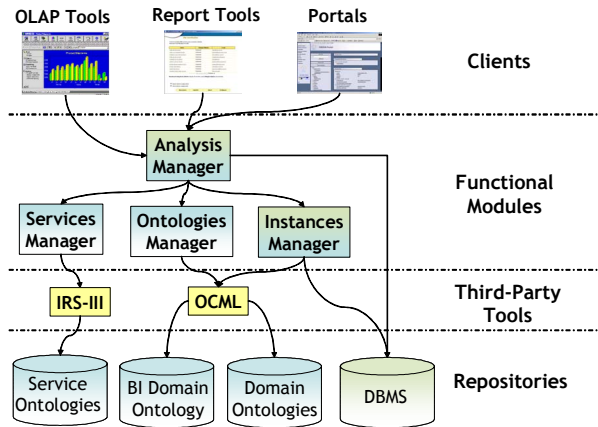 OLAP Tools
Report Tools
Portals
Clients
Analysis
Manager
Functional
Modules
Services
Manager
Ontologies
Manager
Instances
Manager
IRS-III
OCML
Third-Party
Tools
Service
Ontologies
BI Domain
Ontology
Domain
Ontologies
DBMS
Repositories